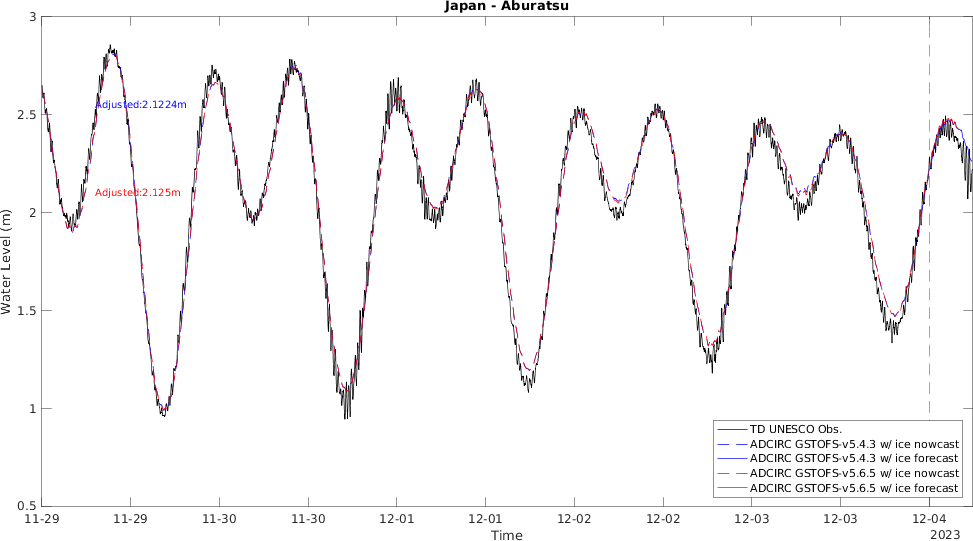 Japan - Aburatsu
3
2.5
2
1.5
1
0.5
Water Level (m)
Adjusted:2.1224m
Adjusted:2.125m
TD UNESCO Obs.
ADCIRC GSTOFS-v5.4.3 w/ ice nowcast
ADCIRC GSTOFS-v5.4.3 w/ ice forecast
ADCIRC GSTOFS-v5.6.5 w/ ice nowcast
ADCIRC GSTOFS-v5.6.5 w/ ice forecast
11-29 11-29 11-30 11-30 12-01 12-01 12-02 12-02 12-03 12-03 12-04
Time
2023